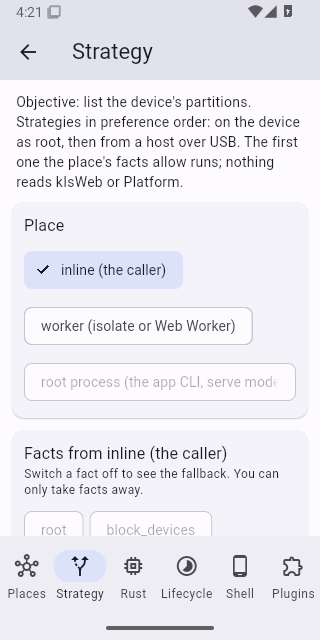 4:21
Strategy
Objective: list the device's partitions.
Strategies in preference order: on the device
as root, then from a host over USB. The first
one the place's facts allow runs; nothing
reads kIsWeb or Platform.
Place
inline (the caller)
worker (isolate or Web Worker)
root process (the app CLI, serve mode
Facts from inline (the caller)
Switch a fact off to see the fallback. You can
only take facts away.
root
block_devices
Places
Strategy
Rust
Lifecycle
Shell
Plugins